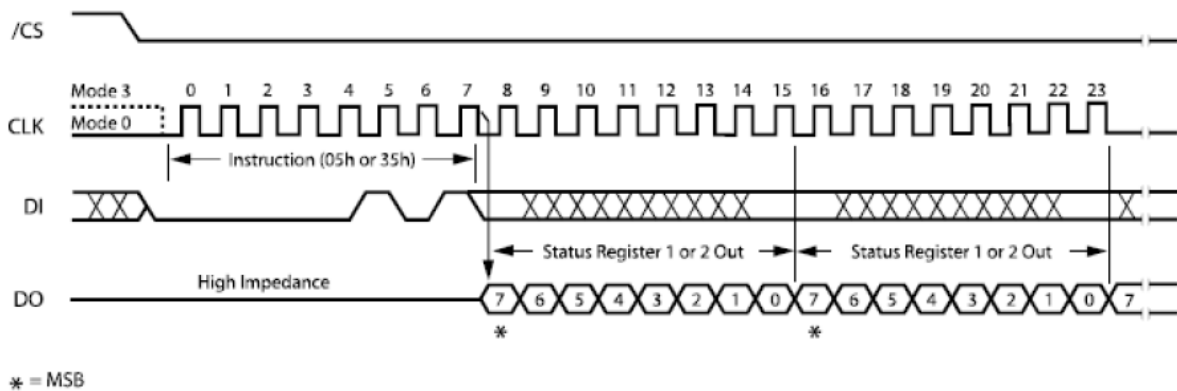 /CS
Mode 3
0 1 2 3 4 5 6 7 8 9 10 11 12 13 14 15 16 17 18 19 20 21 22 23
CLK
Mode 0
Instruction (05h or 35h)
DI
Status Register 1 or 2 Out Status Register 1 or 2 Out
High Impedance
DO
7 6 5 4 3 2 1 0 7 6 5 4 3 2 1 0 7
* *
* = MSB